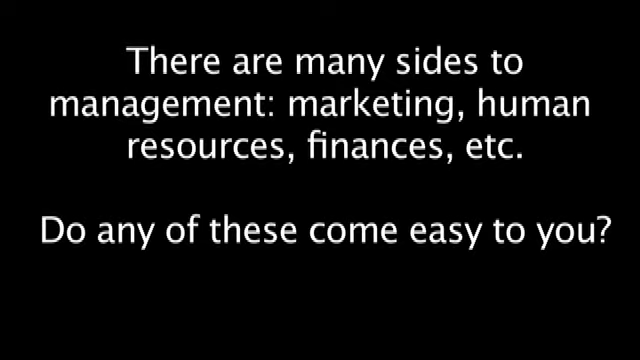 There are many sides to
management: marketing, human
resources, finances, etc.
Do any of these come easy to you?